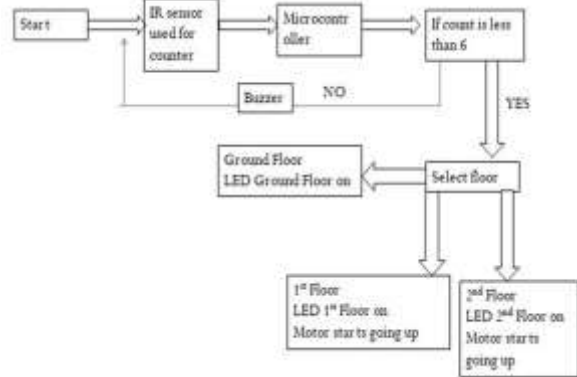 Start
IR sensor
used for
counter
Microcontr
oller
If count is less
than 6
Buzzer
NO
YES
Ground Floor
LED Ground Floor on
Select floor
1st Floor
LED 1st Floor on
Motor starts going up
2nd Floor
LED 2nd Floor on
Motor starts
going up